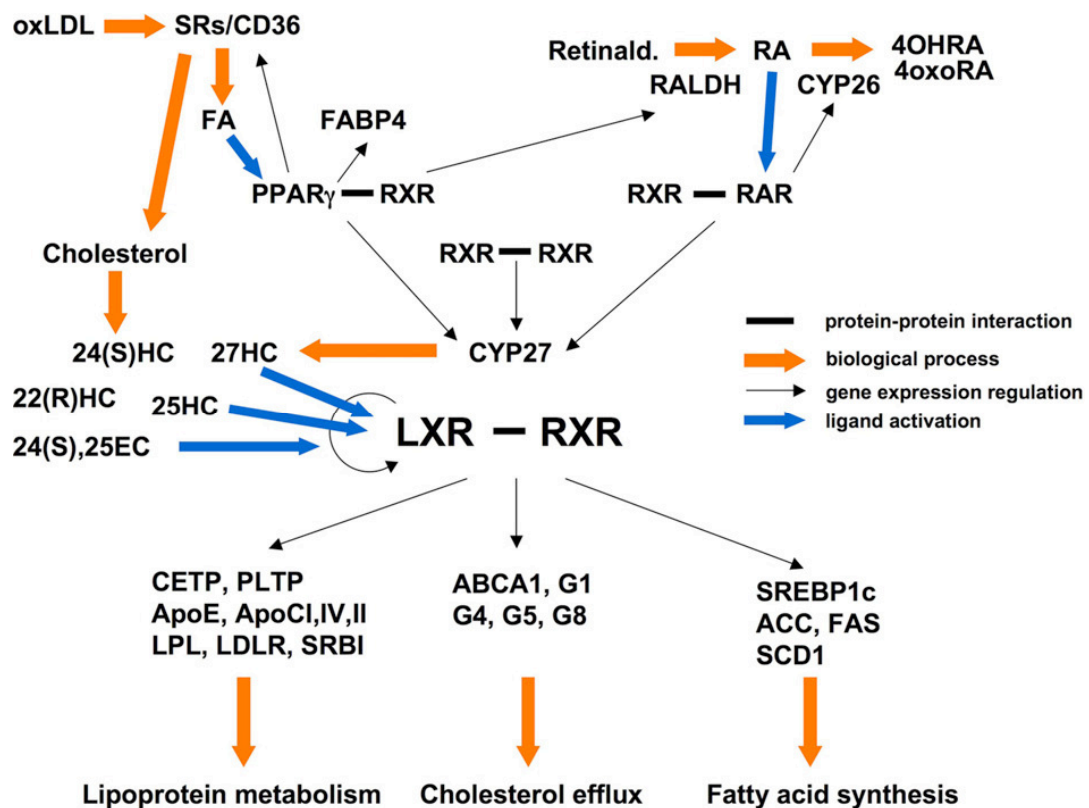 oxLDL
SRs/CD36
Retinald.
RA
4OHRA
4oxoRA
RALDH
CYP26
FA
FABP4
PPARγ
RXR
RXR
RAR
Cholesterol
RXR
RXR
24(S)HC
27HC
CYP27
22(R)HC
25HC
24(S),25EC
LXR
RXR
protein-protein interaction
biological process
gene expression regulation
ligand activation
CETP, PLTP
ApoE, ApoCI,IV,II
LPL, LDLR, SRBI
ABCA1, G1
G4, G5, G8
SREBP1c
ACC, FAS
SCD1
Lipoprotein metabolism
Cholesterol efflux
Fatty acid synthesis